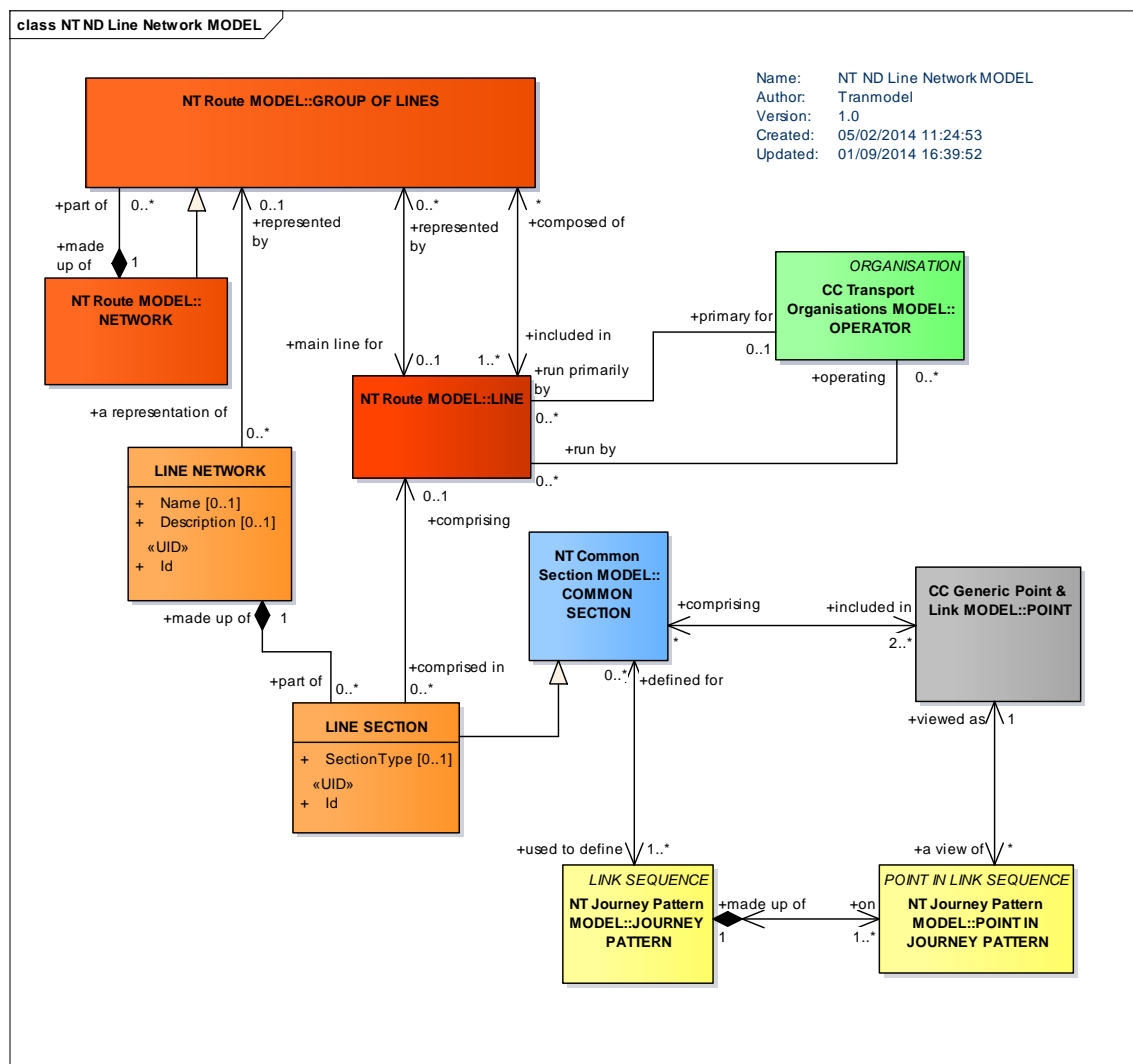 class NT ND Line Network MODEL
Name: NT ND Line Network MODEL
Author: Tranmodel
Version: 1.0
Created: 05/02/2014 11:24:53
Updated: 01/09/2014 16:39:52
NT Route MODEL::GROUP OF LINES
+part of
0..*
+made
up of
1
0..1
+represented
by
0..*
+represented
by
*
+composed of
NT Route MODEL::
NETWORK
ORGANISATION
CC Transport
Organisations MODEL::
OPERATOR
+primary for
0..1
+operating
0..*
+main line for
0..1
+included in
1..*
+run primarily
by
0..*
NT Route MODEL::LINE
+run by
0..*
+a representation of
0..*
LINE NETWORK
+ Name [0..1]
+ Description [0..1]
«UID»
+ Id
0..1
+comprising
+made up of
1
+part of
0..*
+comprised in
0..*
NT Common
Section MODEL::
COMMON
SECTION
+comprising
*
+included in
2..*
CC Generic Point &
Link MODEL::POINT
0..*
+defined for
LINE SECTION
+ SectionType [0..1]
«UID»
+ Id
+viewed as
1
+used to define
1..*
+a view of
*
LINK SEQUENCE
NT Journey Pattern
MODEL::JOURNEY
PATTERN
+made up of
1
+on
1..*
POINT IN LINK SEQUENCE
NT Journey Pattern
MODEL::POINT IN
JOURNEY PATTERN